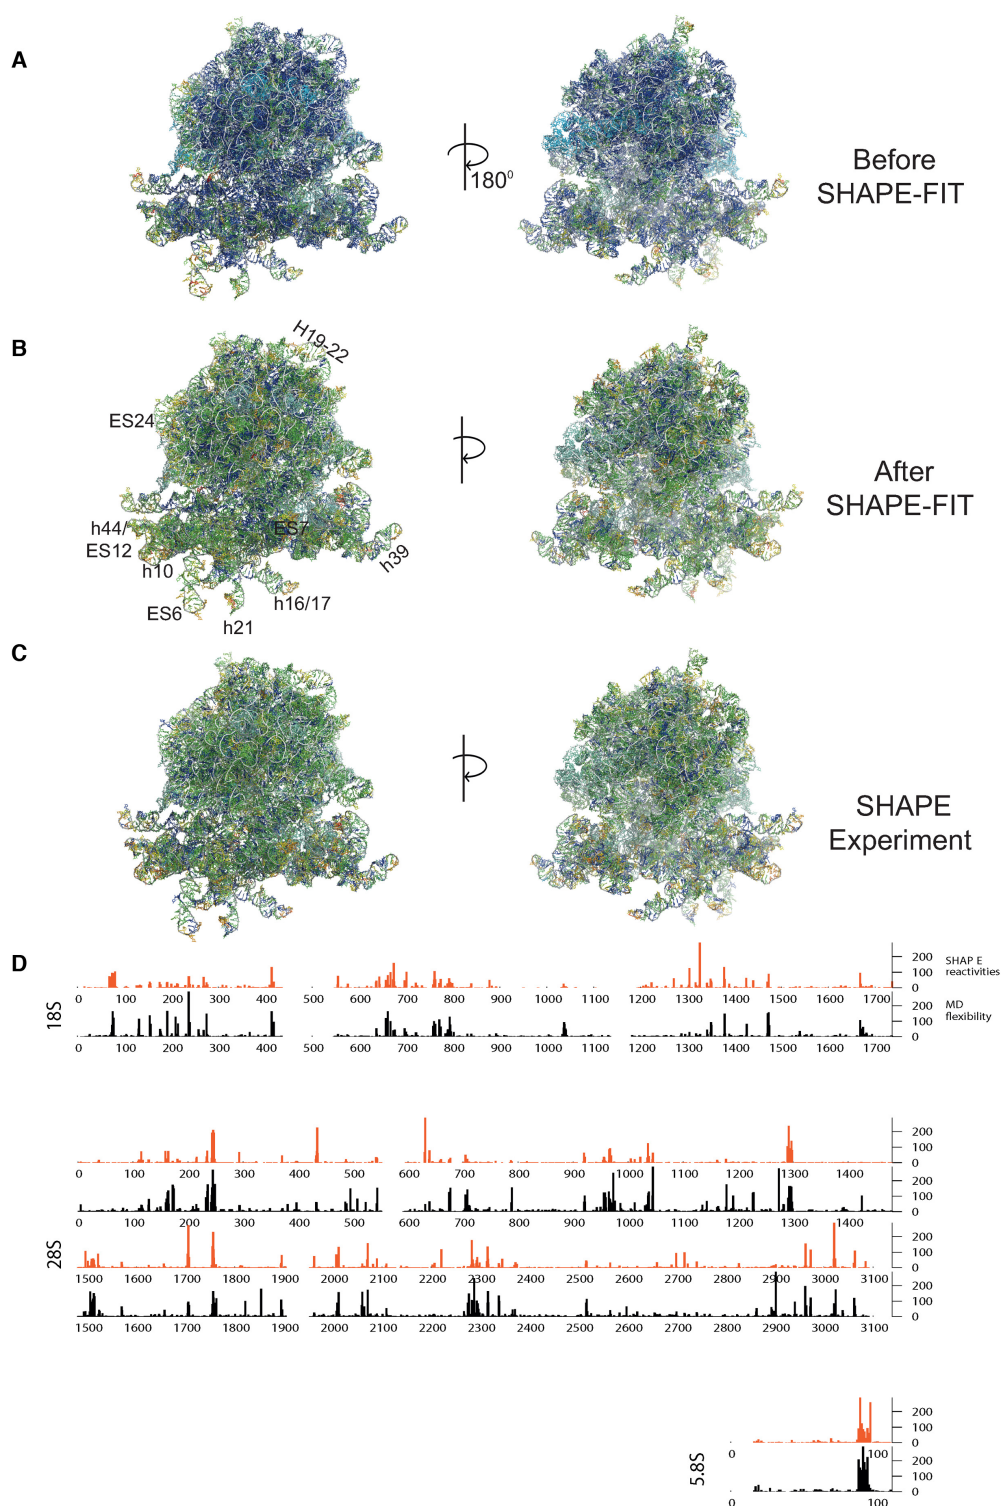 A
180⁰
Before
SHAPE-FIT
B
H19-22
ES24
h44/
ES12
h10
ES6
h21
h16/17
ES7
h39
After
SHAPE-FIT
C
SHAPE
Experiment
D
18S
200
100
0
SHAP E
reactivities
0 100 200 300 400 500 600 700 800 900 1000 1100 1200 1300 1400 1500 1600 1700
200
100
0
MD
flexibility
0 100 200 300 400 500 600 700 800 900 1000 1100 1200 1300 1400 1500 1600 1700
28S
200
100
0
0 100 200 300 400 500 600 700 800 900 1000 1100 1200 1300 1400
200
100
0
0 100 200 300 400 500 600 700 800 900 1000 1100 1200 1300 1400
200
100
0
1500 1600 1700 1800 1900 2000 2100 2200 2300 2400 2500 2600 2700 2800 2900 3000 3100
200
100
0
1500 1600 1700 1800 1900 2000 2100 2200 2300 2400 2500 2600 2700 2800 2900 3000 3100
5.8S
200
100
0
0 100
200
100
0
0 100